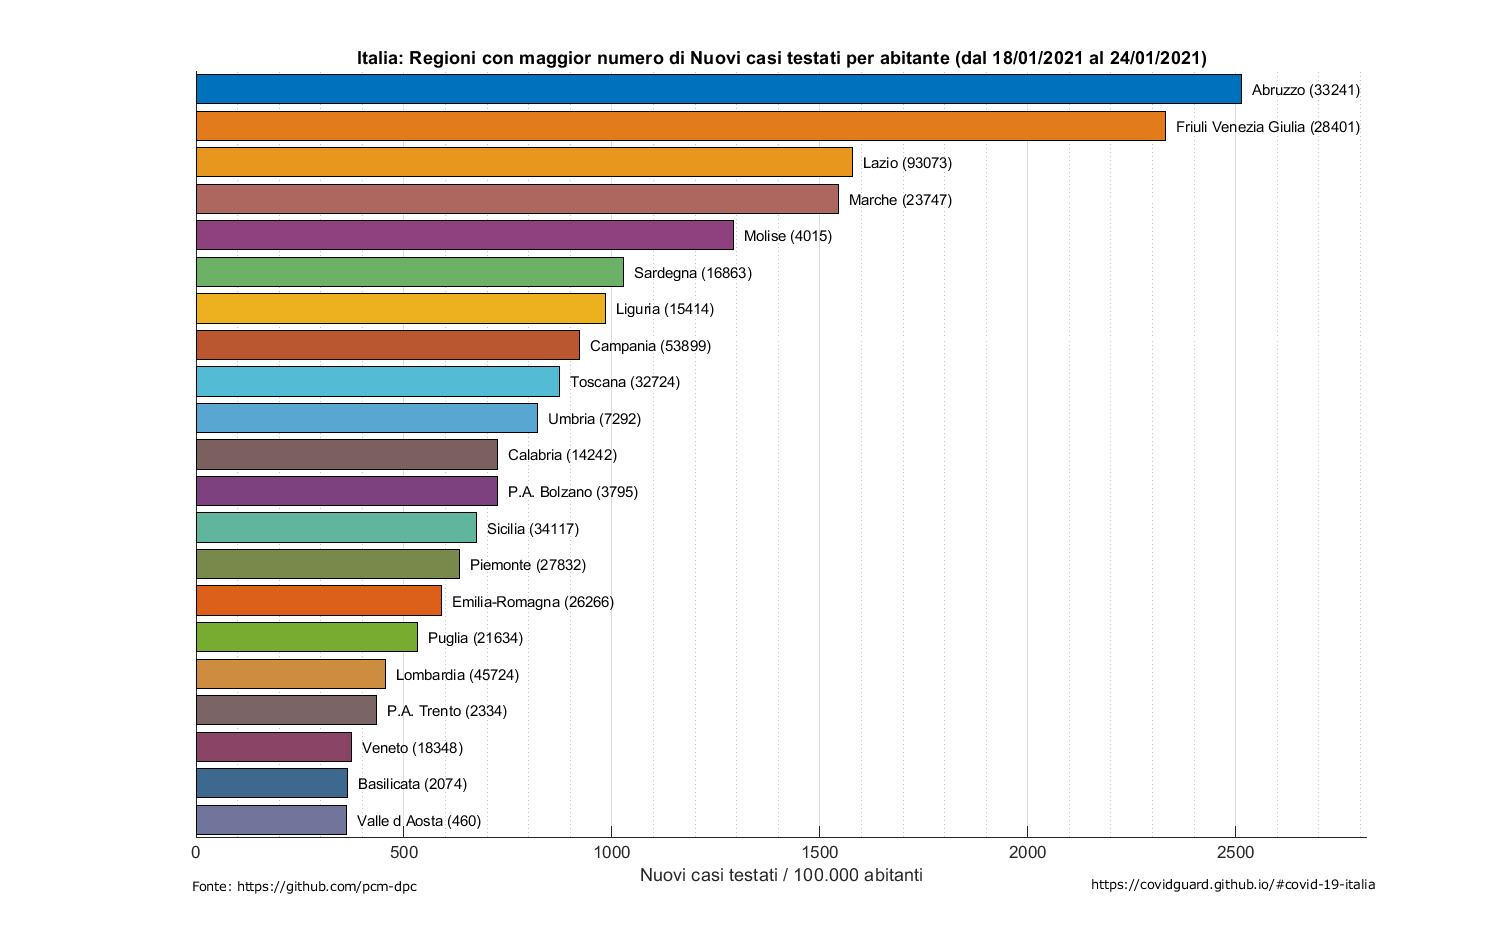 Italia: Regioni con maggior numero di Nuovi casi testati per abitante (dal 18/01/2021 al 24/01/2021)
Abruzzo (33241)
Friuli Venezia Giulia (28401)
Lazio (93073)
Marche (23747)
Molise (4015)
Sardegna (16863)
Liguria (15414)
Campania (53899)
Toscana (32724)
Umbria (7292)
Calabria (14242)
P.A. Bolzano (3795)
Sicilia (34117)
Piemonte (27832)
Emilia-Romagna (26266)
Puglia (21634)
Lombardia (45724)
P.A. Trento (2334)
Veneto (18348)
Basilicata (2074)
Valle d Aosta (460)
0 500 1000 1500 2000 2500
Nuovi casi testati / 100.000 abitanti
Fonte: https://github.com/pcm-dpc
https://covidguard.github.io/#covid-19-italia